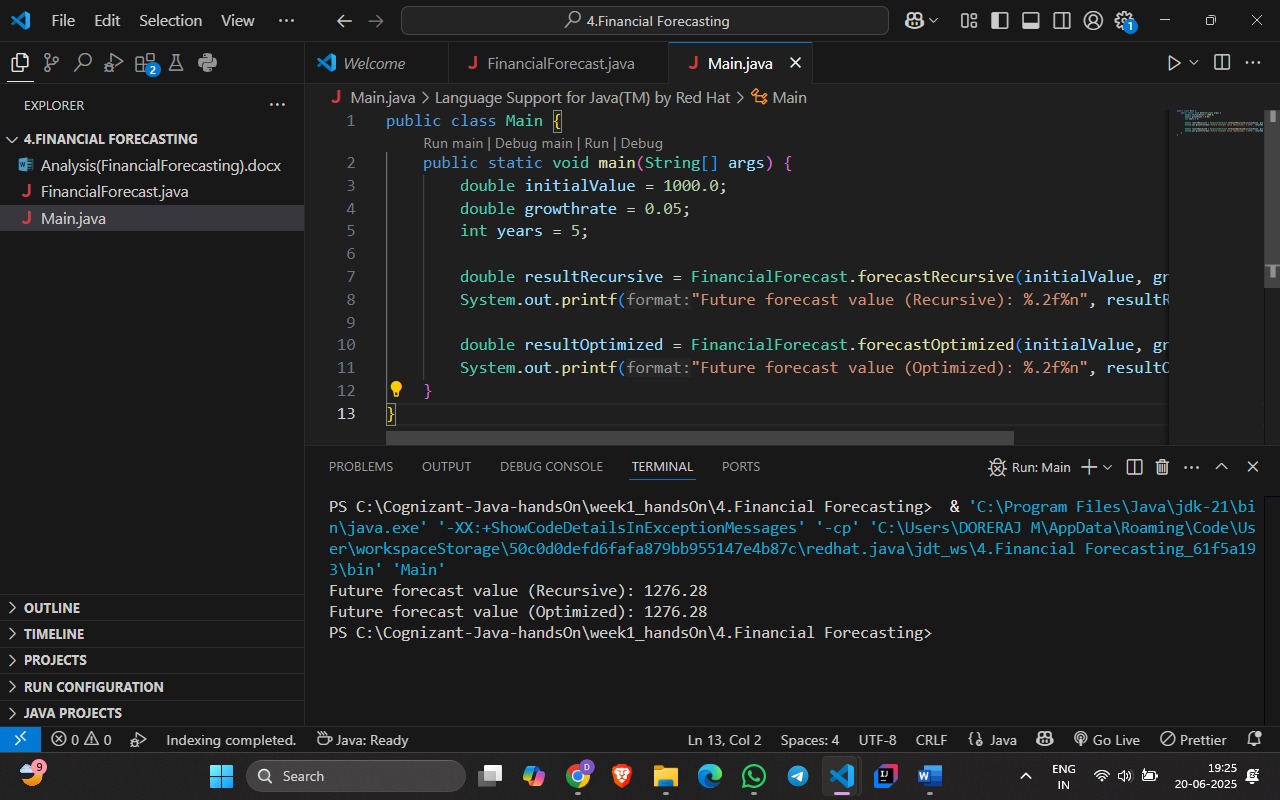 File Edit Selection View ··· 4.Financial Forecasting 1
2
Welcome FinancialForecast.java Main.java
EXPLORER ···
4.FINANCIAL FORECASTING
Analysis(FinancialForecasting).docx
FinancialForecast.java
Main.java
OUTLINE
TIMELINE
PROJECTS
RUN CONFIGURATION
JAVA PROJECTS
Main.java > Language Support for Java(TM) by Red Hat > Main
1 public class Main {
Run main | Debug main | Run | Debug
2 public static void main(String[] args) {
3 double initialValue = 1000.0;
4 double growthrate = 0.05;
5 int years = 5;
6
7 double resultRecursive = FinancialForecast.forecastRecursive(initialValue, gr
8 System.out.printf(format:"Future forecast value (Recursive): %.2f%n", resultR
9
10 double resultOptimized = FinancialForecast.forecastOptimized(initialValue, gr
11 System.out.printf(format:"Future forecast value (Optimized): %.2f%n", resultO
12 }
13 }
PROBLEMS OUTPUT DEBUG CONSOLE TERMINAL PORTS Run: Main
PS C:\Cognizant-Java-handsOn\week1_handsOn\4.Financial Forecasting>  & 'C:\Program Files\Java\jdk-21\bi
n\java.exe' '-XX:+ShowCodeDetailsInExceptionMessages' '-cp' 'C:\Users\DORERAJ M\AppData\Roaming\Code\Us
er\workspaceStorage\50c0d0defd6fafa879bb955147e4b87c\redhat.java\jdt_ws\4.Financial Forecasting_61f5a19
3\bin' 'Main'
Future forecast value (Recursive): 1276.28
Future forecast value (Optimized): 1276.28
PS C:\Cognizant-Java-handsOn\week1_handsOn\4.Financial Forecasting>
0 0 Indexing completed. Java: Ready Ln 13, Col 2 Spaces: 4 UTF-8 CRLF {} Java Go Live Prettier
9 Search D ENG IN 19:25
20-06-2025